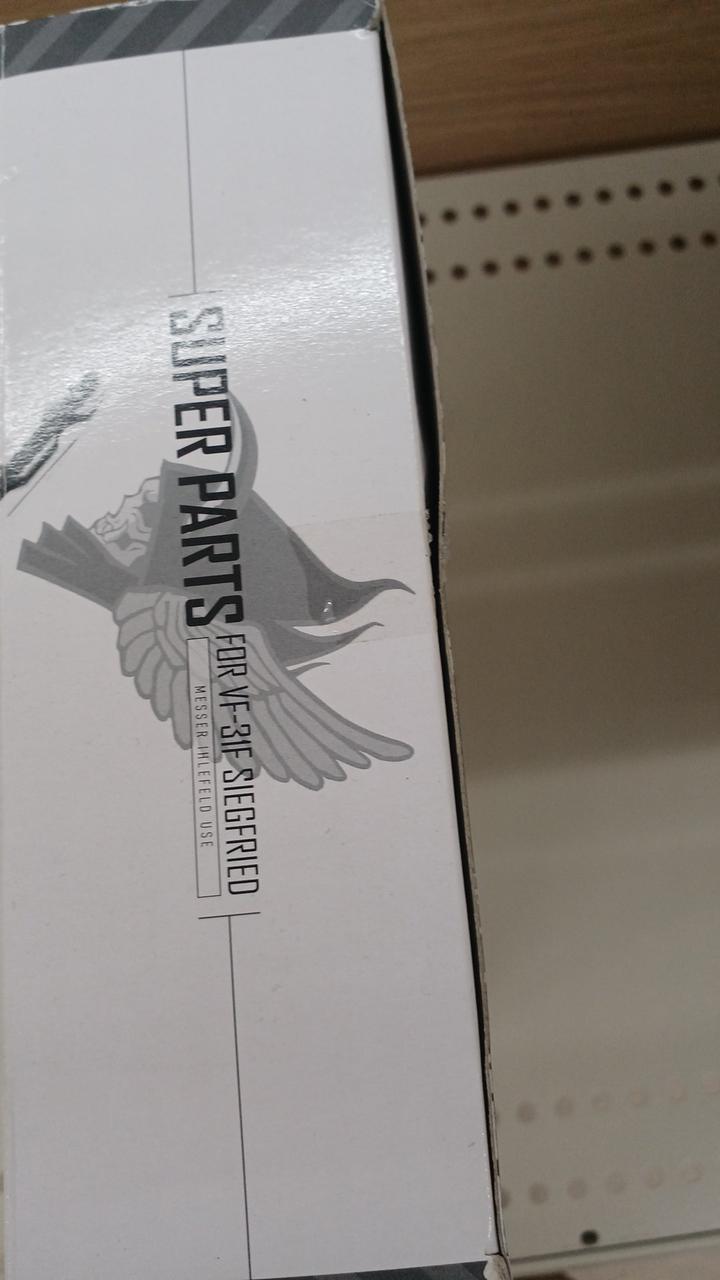 SUPER PARTS
FOR VF-31F SIEGFRIED
MESSER IHLEFELD USE